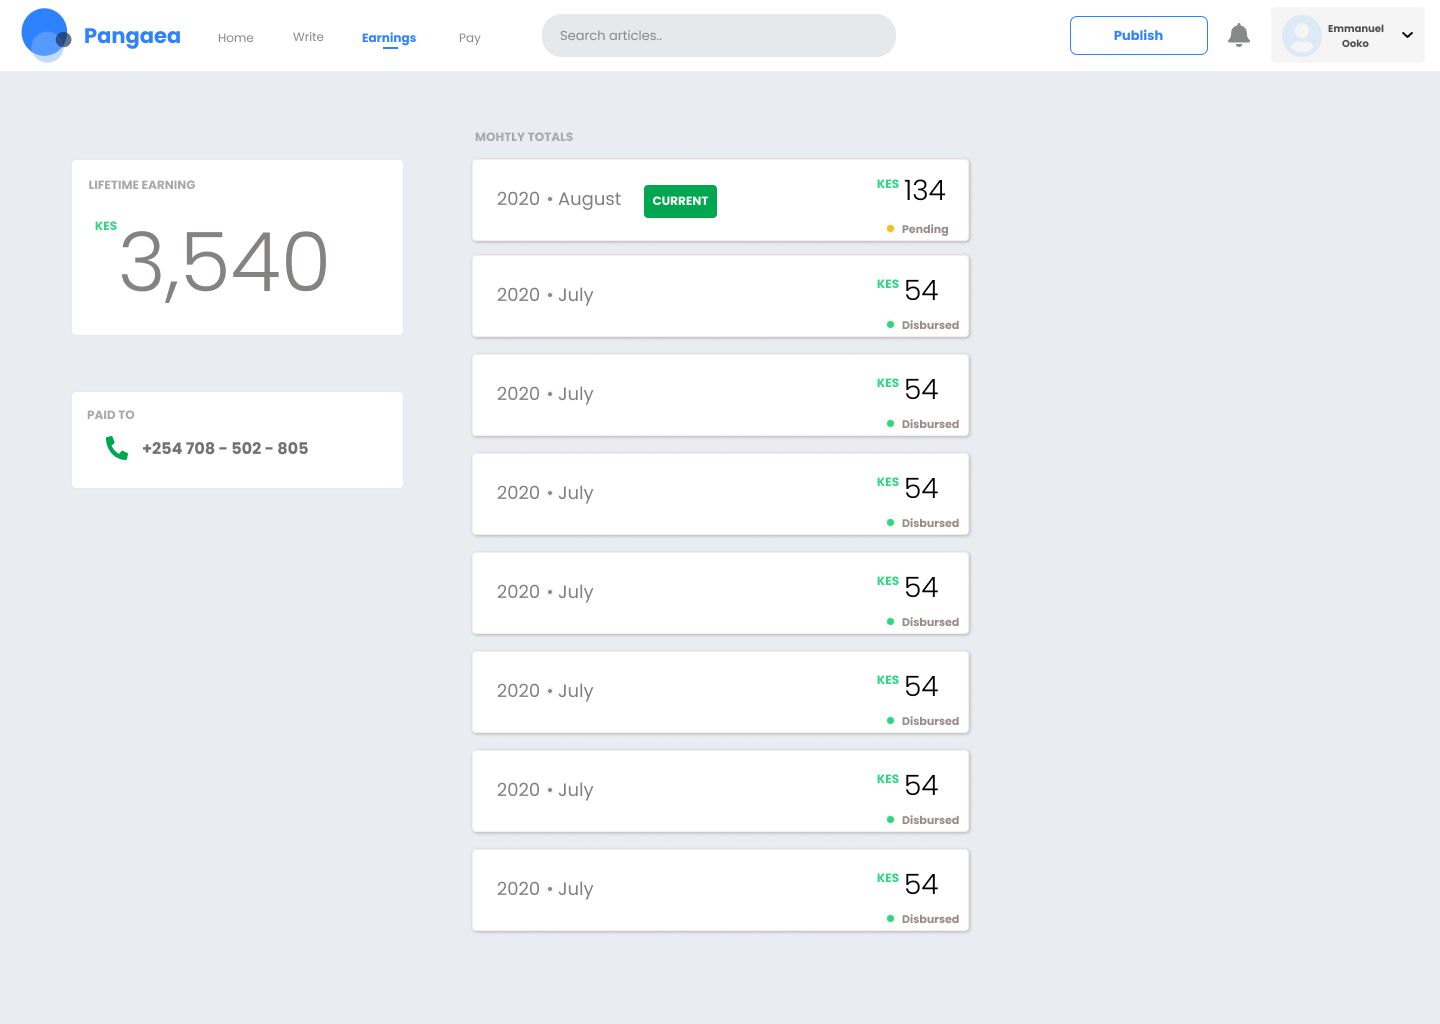 Pangaea
Home
Write
Earnings
Pay
Search articles..
Publish
Emmanuel
Ooko
MOHTLY TOTALS
LIFETIME EARNING
KES 3,540
PAID TO
+254 708 - 502 - 805
2020 • August
CURRENT
KES 134
Pending
2020 • July
KES 54
Disbursed
2020 • July
KES 54
Disbursed
2020 • July
KES 54
Disbursed
2020 • July
KES 54
Disbursed
2020 • July
KES 54
Disbursed
2020 • July
KES 54
Disbursed
2020 • July
KES 54
Disbursed